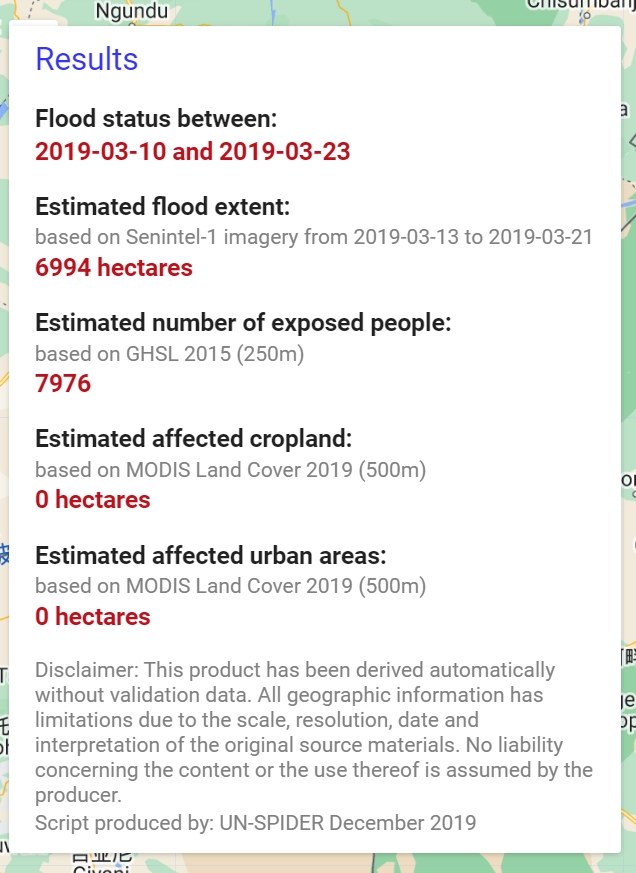 Ngundu
Chisumbanj
Results
Flood status between:
2019-03-10 and 2019-03-23
Estimated flood extent:
based on Senintel-1 imagery from 2019-03-13 to 2019-03-21
6994 hectares
Estimated number of exposed people:
based on GHSL 2015 (250m)
7976
Estimated affected cropland:
based on MODIS Land Cover 2019 (500m)
0 hectares
Estimated affected urban areas:
based on MODIS Land Cover 2019 (500m)
0 hectares
Disclaimer: This product has been derived automatically
without validation data. All geographic information has
limitations due to the scale, resolution, date and
interpretation of the original source materials. No liability
concerning the content or the use thereof is assumed by the
producer.
Script produced by: UN-SPIDER December 2019
吉亚尼
Giyani